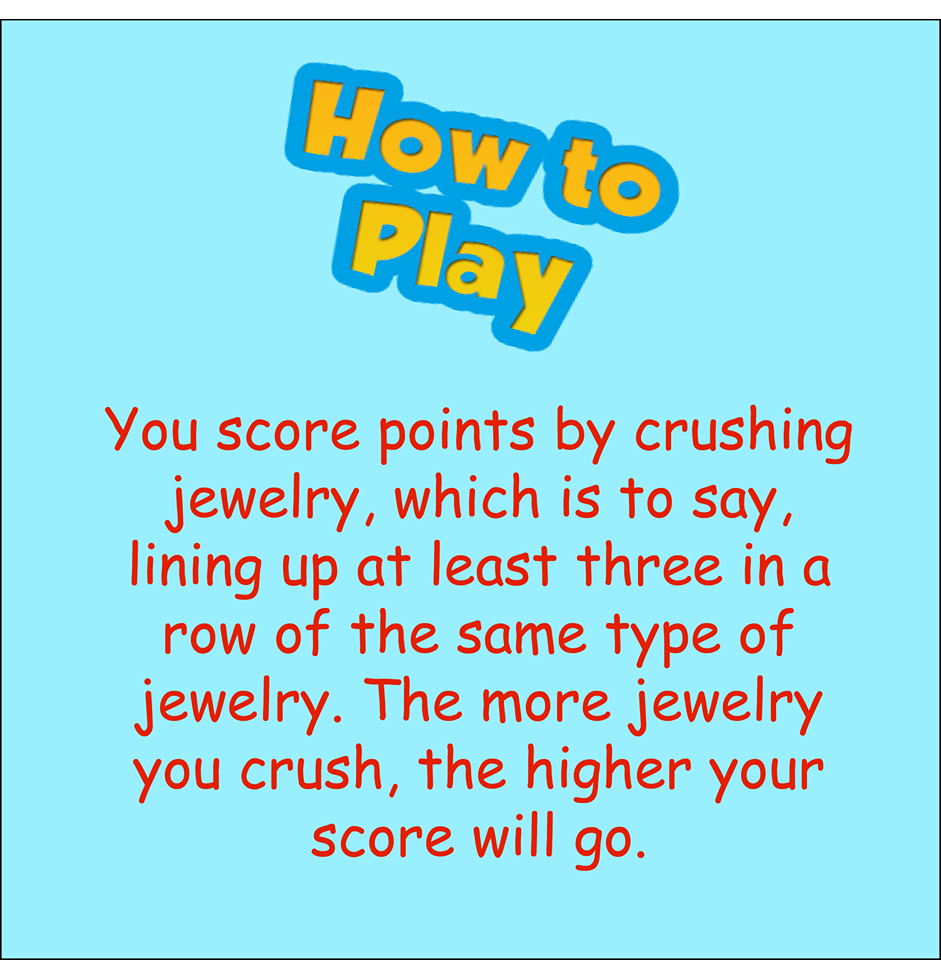 How to
Play
You score points by crushing
jewelry, which is to say,
lining up at least three in a
row of the same type of
jewelry. The more jewelry
you crush, the higher your
score will go.